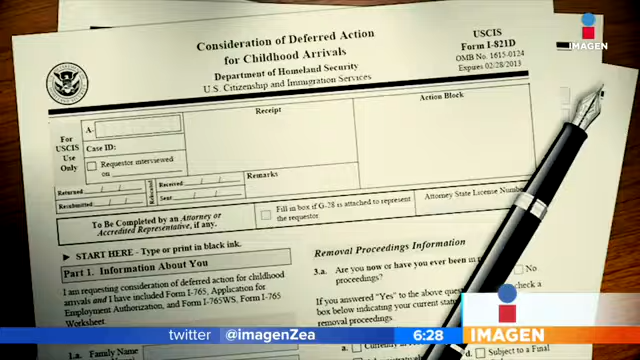 Consideration of Deferred Action
for Childhood Arrivals
Department of Homeland Security
U.S. Citizenship and Immigration Services
USCIS
Form I-821D
OMB No. 1615-0124
Expires 02/28/2013
IMAGEN
For
USCIS
Use
Only
A-
Case ID:
Requestor interviewed
on
Returned
Resubmitted
Relocated
Received
Sent
Receipt
Remarks
Action Block
To Be Completed by an Attorney or
Accredited Representative, if any.
Fill in box if G-28 is attached to represent
the requestor
Attorney State License
START HERE - Type or print in black ink.
Part 1. Information About You
I am requesting consideration of deferred action for childhood
arrivals and I have included Form I-765, Application for
Employment Authorization, and Form I-765WS, Form I-765
Worksheet.
1.a. Family Name
Removal Proceedings Information
3.a. Are you now or have you ever been in
proceedings?
No
If you answered "Yes" to the above
check a
box below indicating your current
removal proceedings.
a.
Currently
d.
Subject to a Final
twitter @imagenZea
6:28
IMAGEN